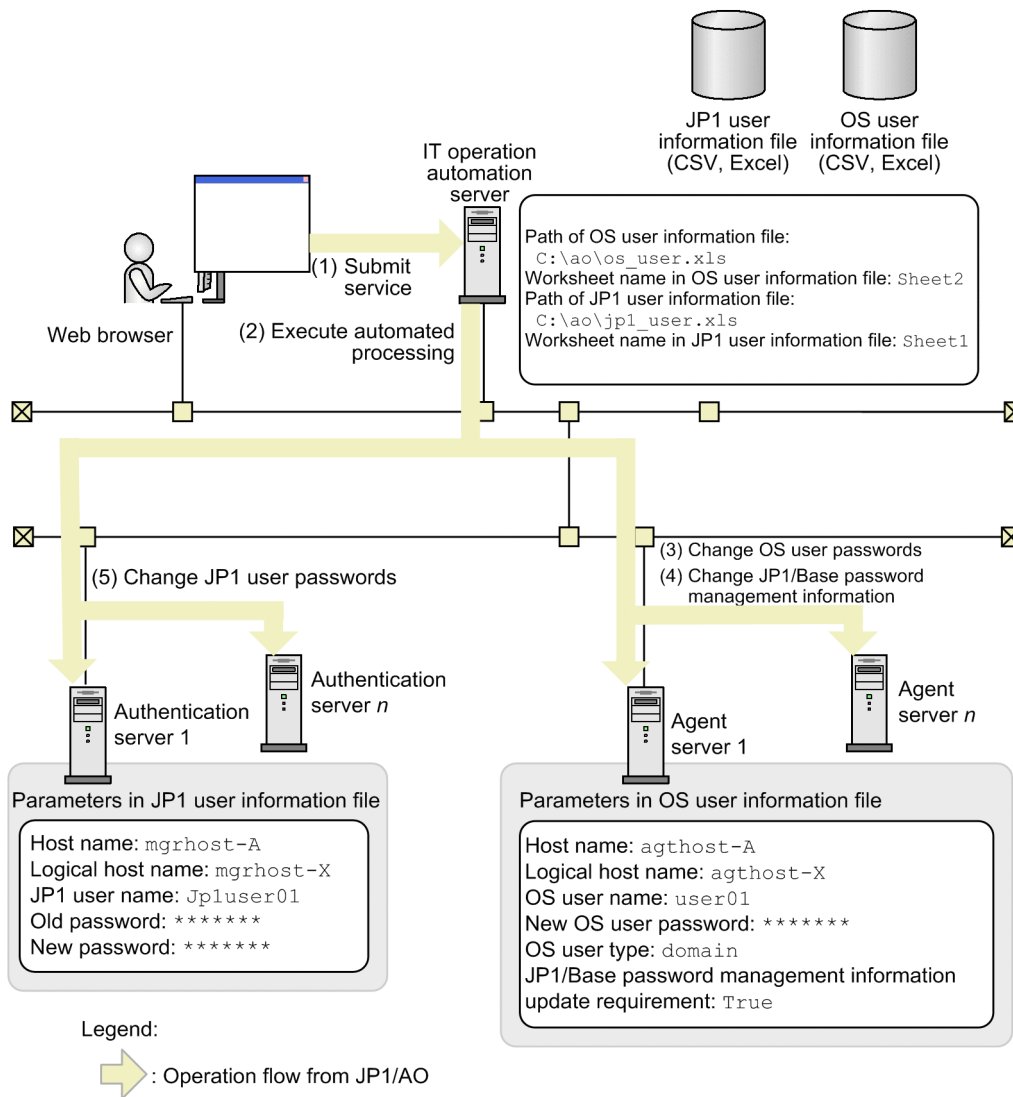 JP1 user
information file
(CSV, Excel)
OS user
information file
(CSV, Excel)
IT operation
automation
server
Path of OS user information file:
C:\ao\os_user.xls
Worksheet name in OS user information file: Sheet2
Path of JP1 user information file:
C:\ao\jp1_user.xls
Worksheet name in JP1 user information file: Sheet1
(1) Submit
service
Web browser
(2) Execute automated
processing
(3) Change OS user passwords
(4) Change JP1/Base password
management information
(5) Change JP1 user passwords
Authentication
server 1
Authentication
server n
Agent
server 1
Agent
server n
Parameters in JP1 user information file
Host name: mgrhost-A
Logical host name: mgrhost-X
JP1 user name: Jp1user01
Old password: *******
New password: *******
Parameters in OS user information file
Host name: agthost-A
Logical host name: agthost-X
OS user name: user01
New OS user password: *******
OS user type: domain
JP1/Base password management information
update requirement: True
Legend:
: Operation flow from JP1/AO